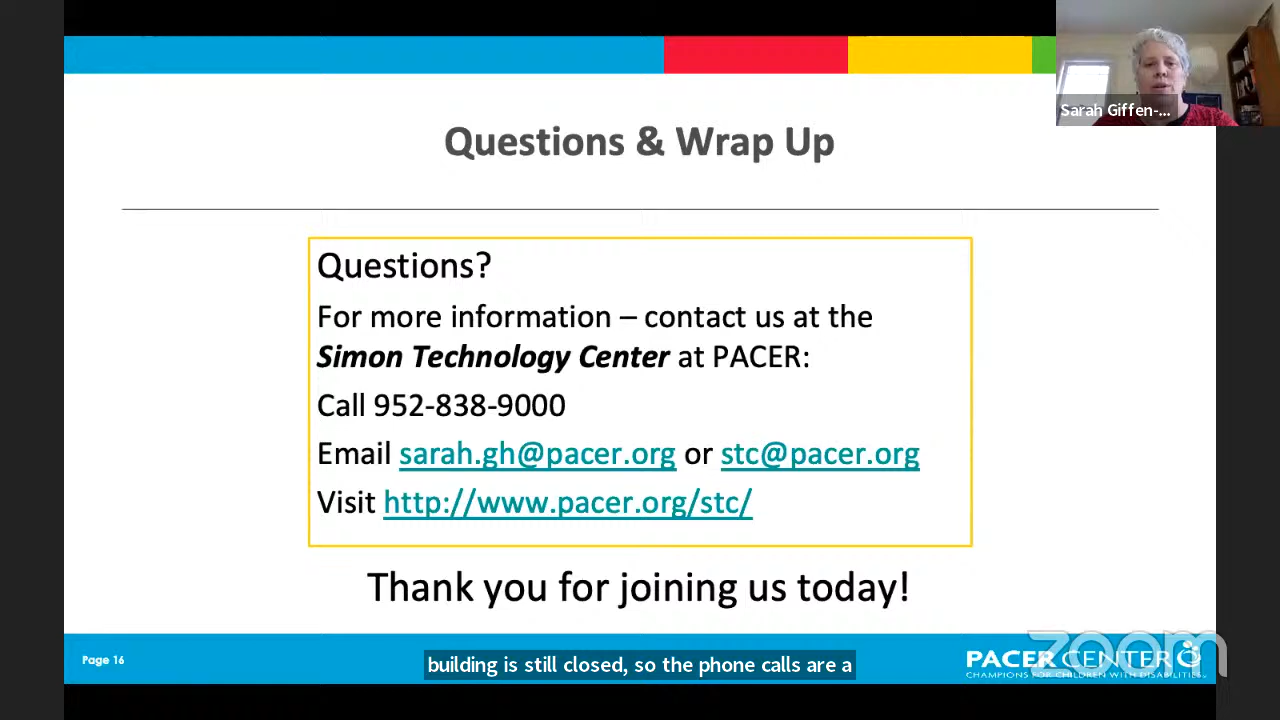 Sarah Giffen-...
Questions & Wrap Up
Questions?
For more information – contact us at the
Simon Technology Center at PACER:
Call 952-838-9000
Email sarah.gh@pacer.org or stc@pacer.org
Visit http://www.pacer.org/stc/
Thank you for joining us today!
Page 16
building is still closed, so the phone calls are a
PACER CENTER
CHAMPIONS FOR CHILDREN WITH DISABILITIES
zoom